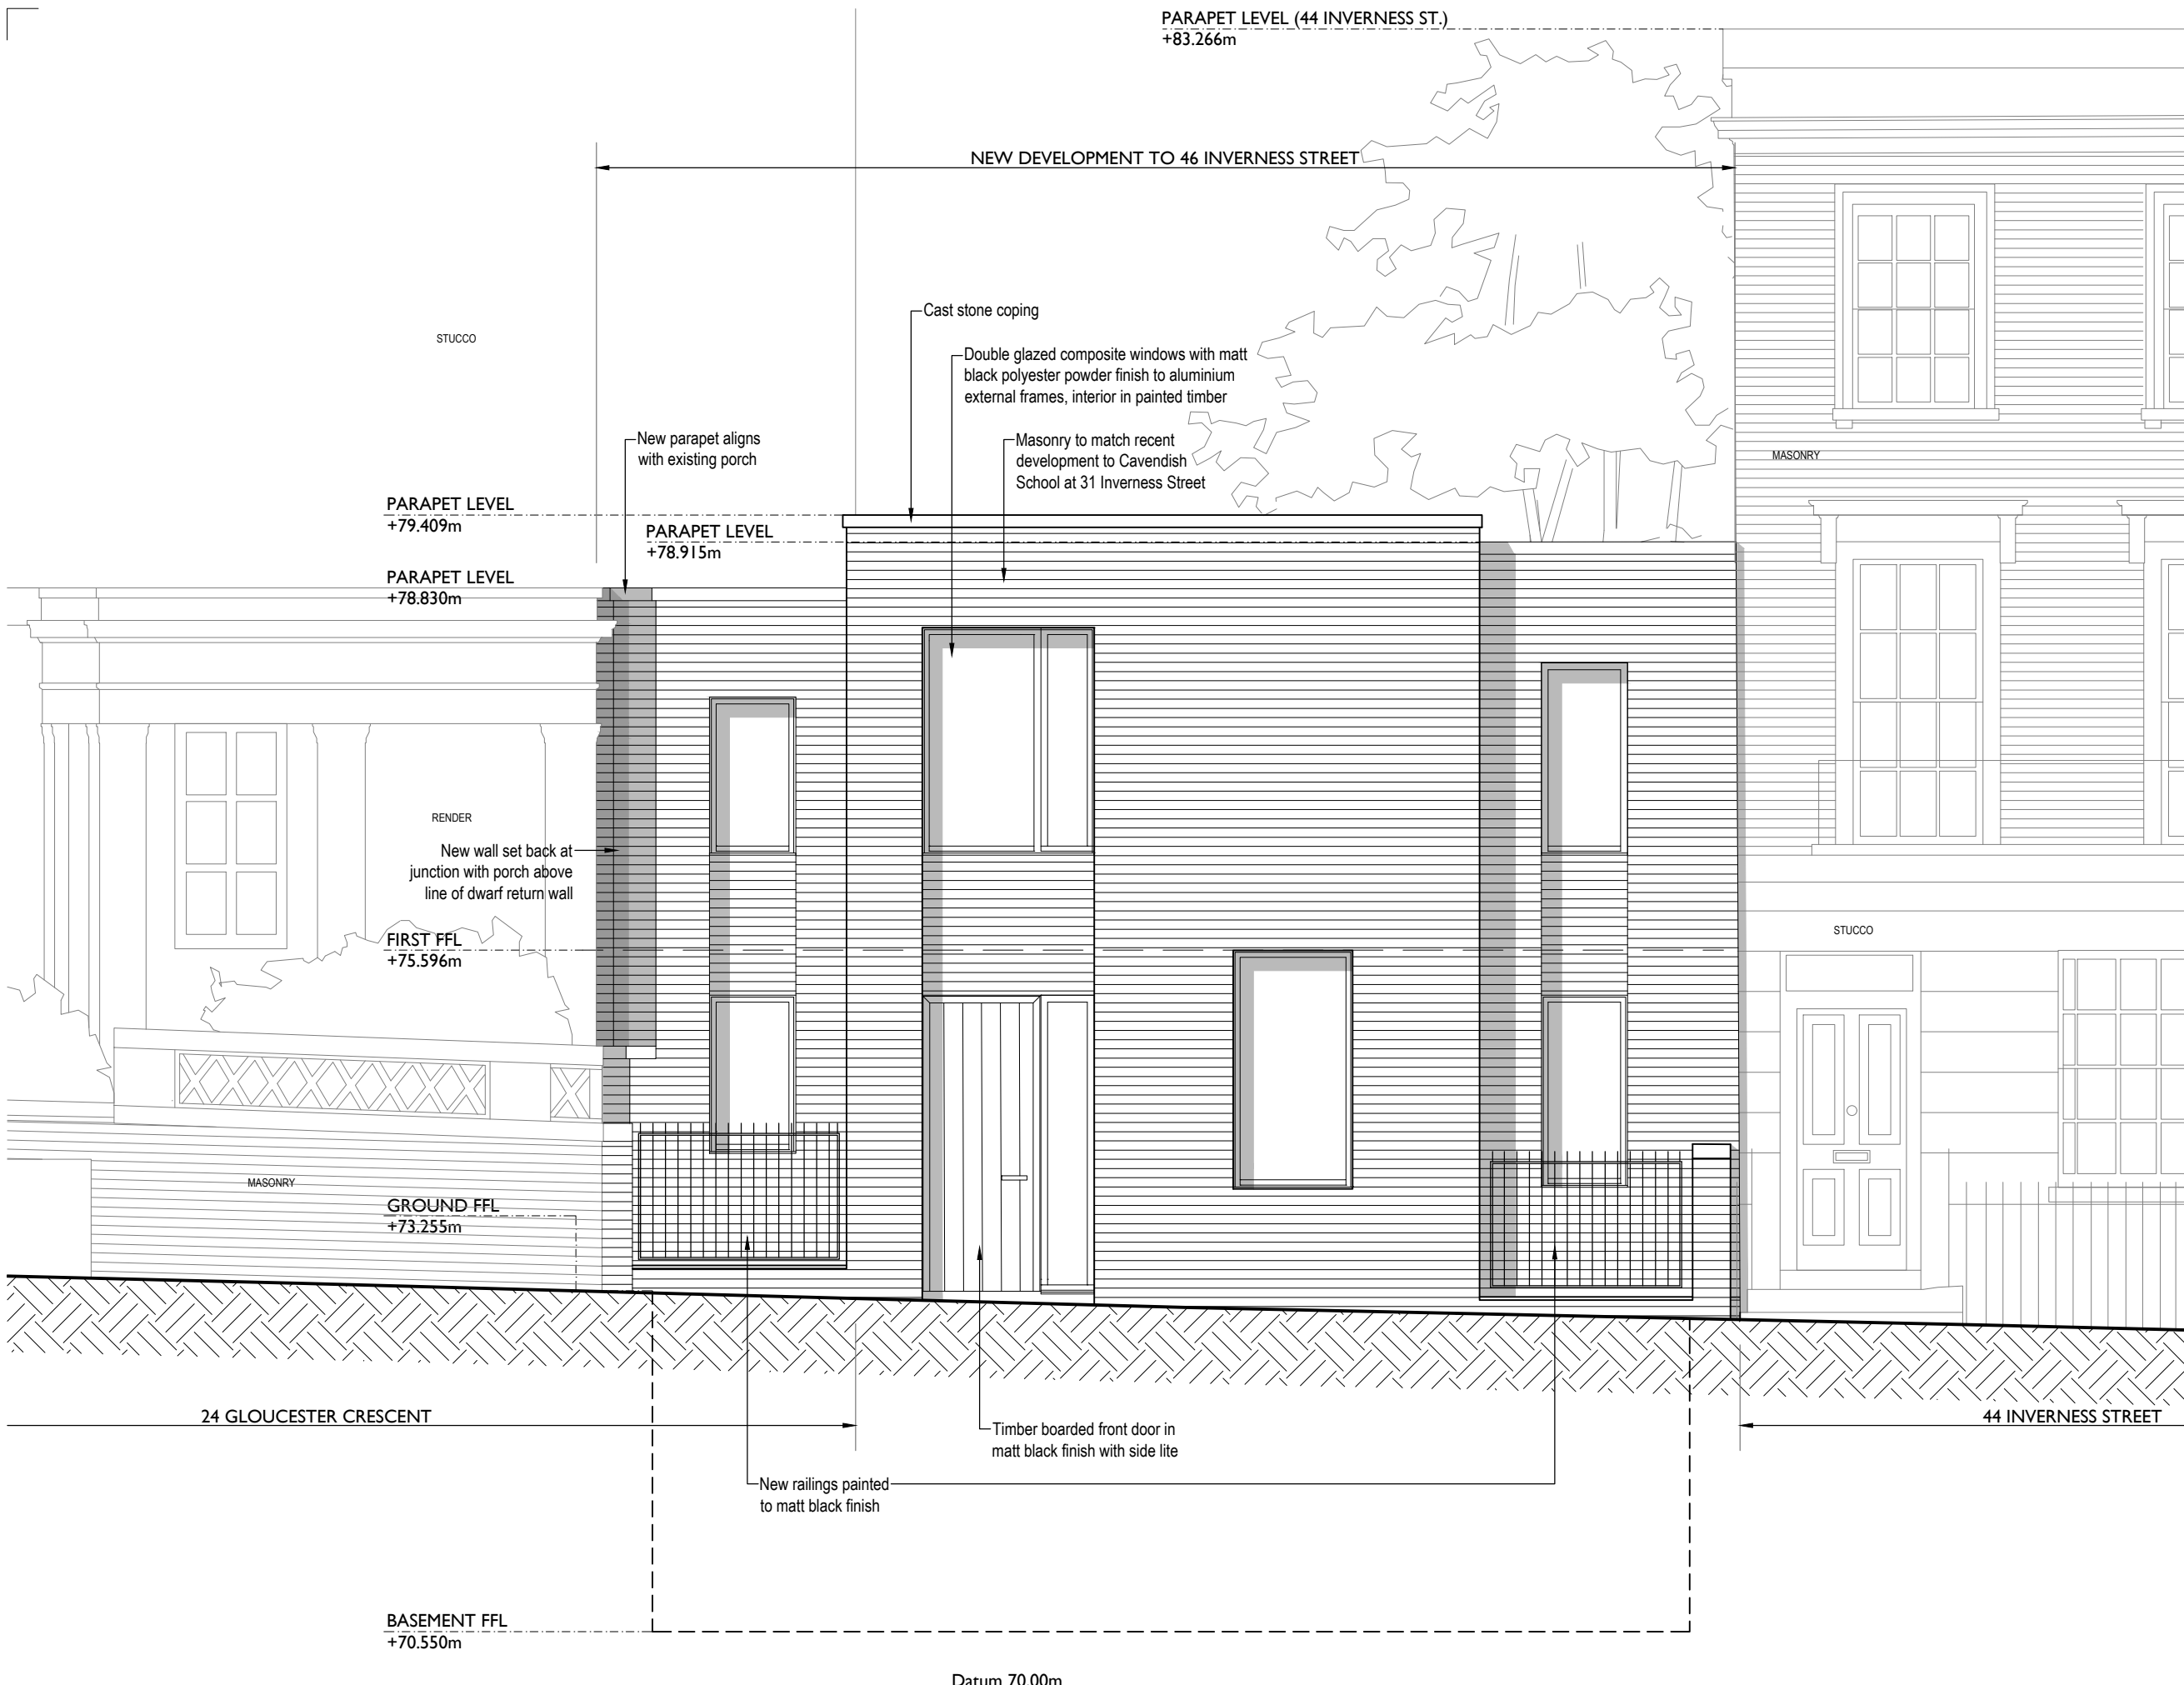 PARAPET LEVEL (44 INVERNESS ST.)
+83.266m
NEW DEVELOPMENT TO 46 INVERNESS STREET
Cast stone coping
STUCCO
Double glazed composite windows with matt
black polyester powder finish to aluminium
external frames, interior in painted timber
New parapet aligns
with existing porch
Masonry to match recent
development to Cavendish
School at 31 Inverness Street
MASONRY
PARAPET LEVEL
+79.409m
PARAPET LEVEL
+78.915m
PARAPET LEVEL
+78.830m
RENDER
New wall set back at
junction with porch above
line of dwarf return wall
FIRST FFL
+75.596m
STUCCO
MASONRY
GROUND FFL
+73.255m
24 GLOUCESTER CRESCENT
44 INVERNESS STREET
Timber boarded front door in
matt black finish with side lite
New railings painted
to matt black finish
BASEMENT FFL
+70.550m
Datum 70.00m